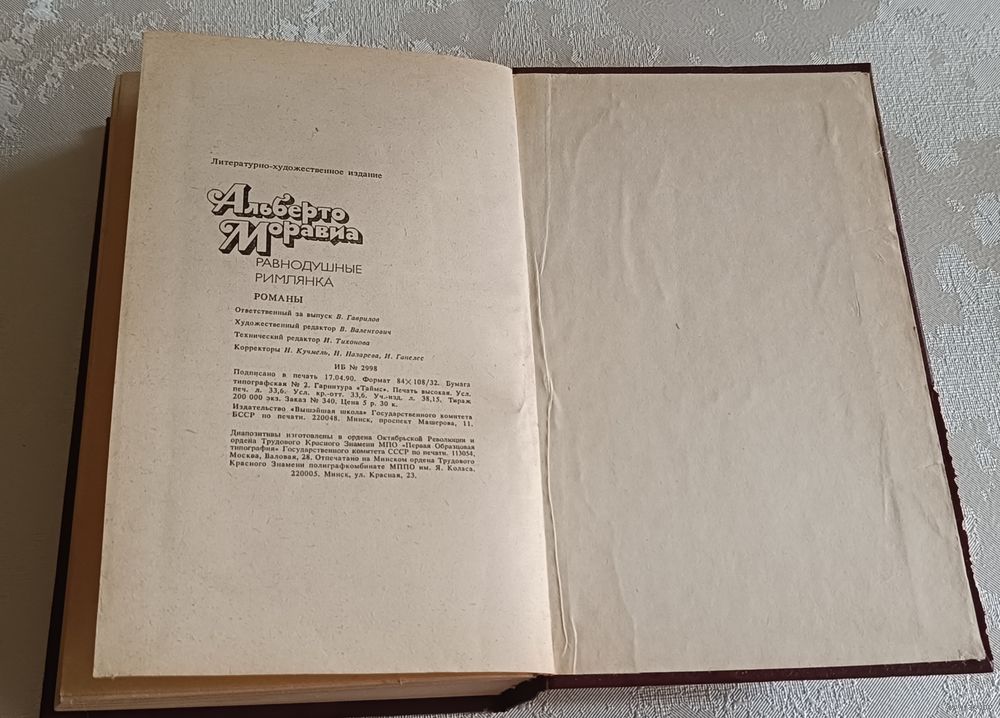 Литературно-художественное издание
Альберто
Моравиа
РАВНОДУШНЫЕ
РИМЛЯНКА
РОМАНЫ
Ответственный за выпуск В. Гаврилов
Художественный редактор В. Валентович
Технический редактор И. Тихонова
Корректоры Н. Кучмель, Н. Назарова, И. Ганелес
ИБ № 2998
Подписано в печать 17.04.90. Формат 84×108/32. Бумага
типографская № 2. Гарнитура «Таймс». Печать высокая. Усл.
печ. л. 33,6. Усл. кр.-отт. 33,6. Уч.-изд. л. 38,15. Тираж
200 000 экз. Заказ № 340. Цена 5 р. 30 к.
Издательство «Вышэйшая школа» Государственного комитета
БССР по печати. 220048. Минск, проспект Машерова, 11.
Диапозитивы изготовлены в ордена Октябрьской Революции и
ордена Трудового Красного Знамени МПО «Первая Образцовая
типография» Государственного комитета СССР по печати. 113054,
Москва, Валовая, 28. Отпечатано на Минском ордена Трудового
Красного Знамени полиграфкомбинате МППО им. Я. Коласа.
220005. Минск, ул. Красная, 23.